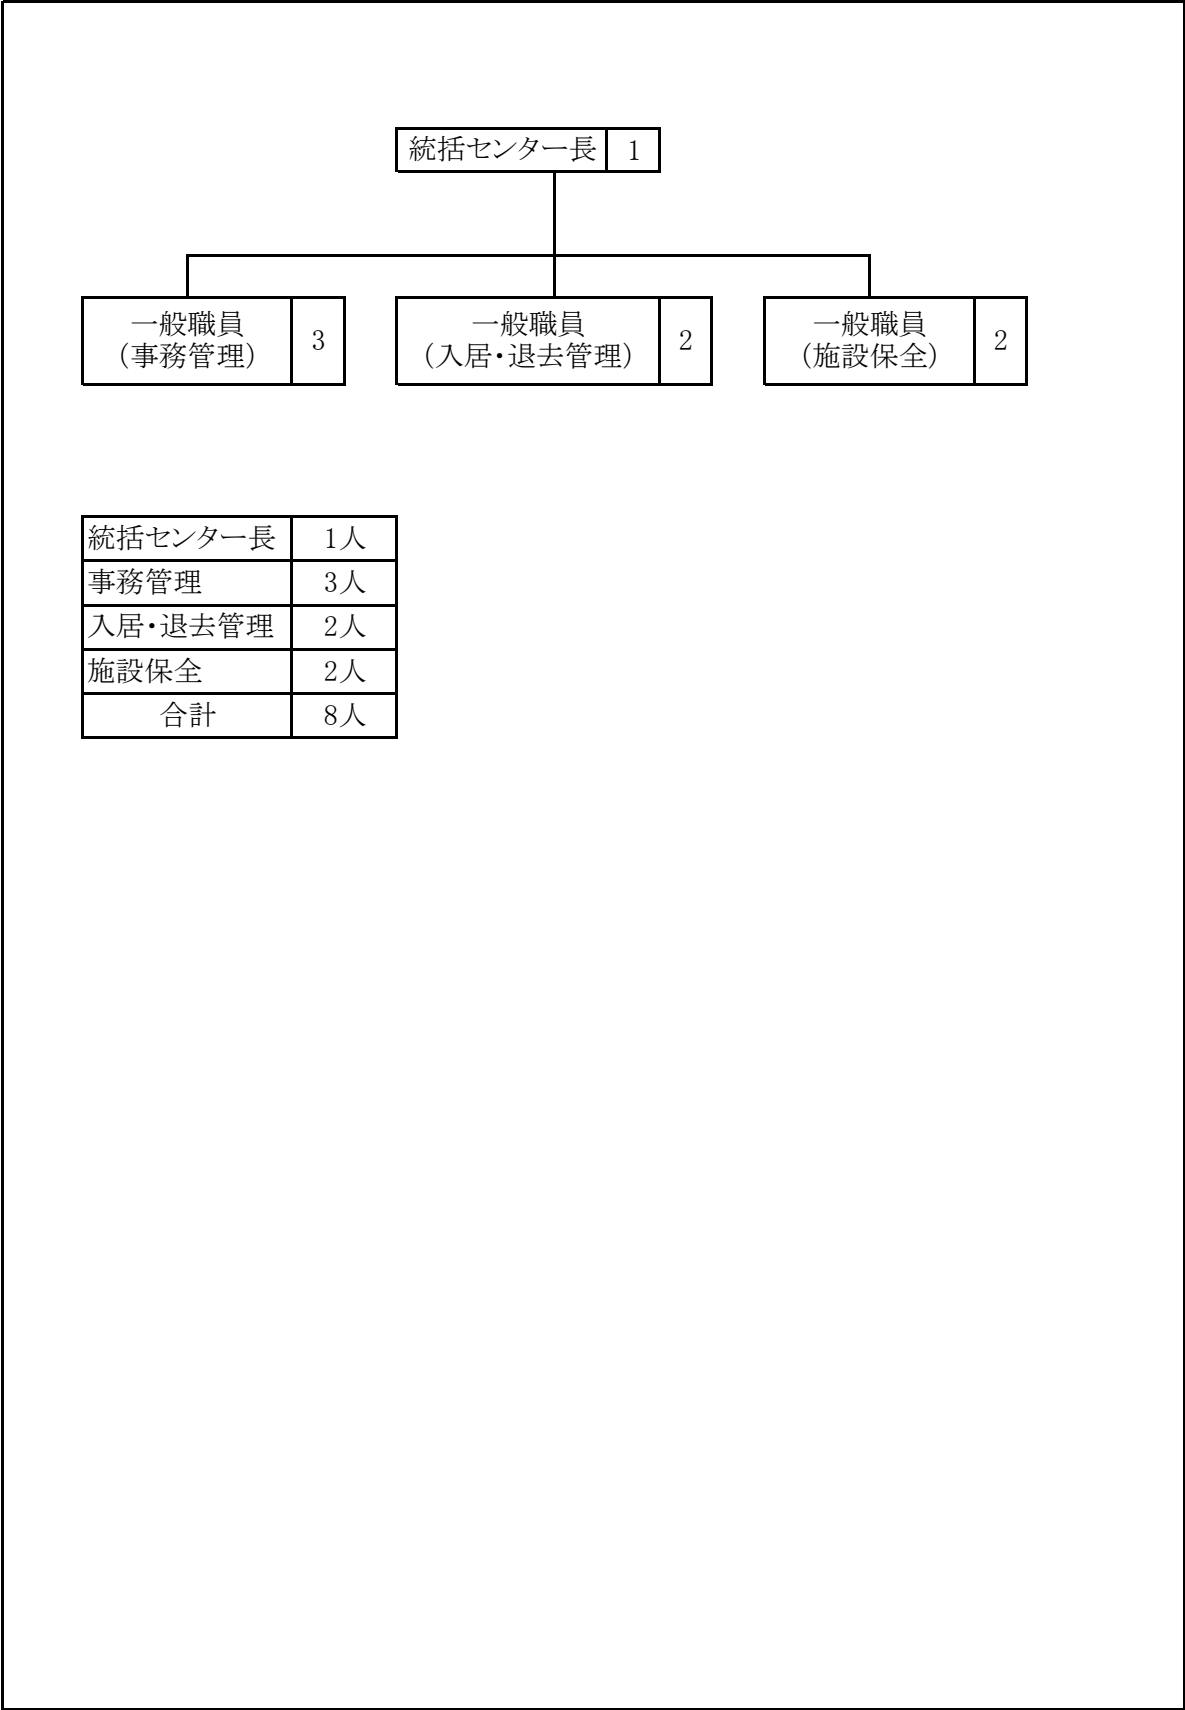 統括センター長 1
一般職員
(事務管理) 3
一般職員
(入居・退去管理) 2
一般職員
(施設保全) 2
統括センター長 1人
事務管理 3人
入居・退去管理 2人
施設保全 2人
合計 8人